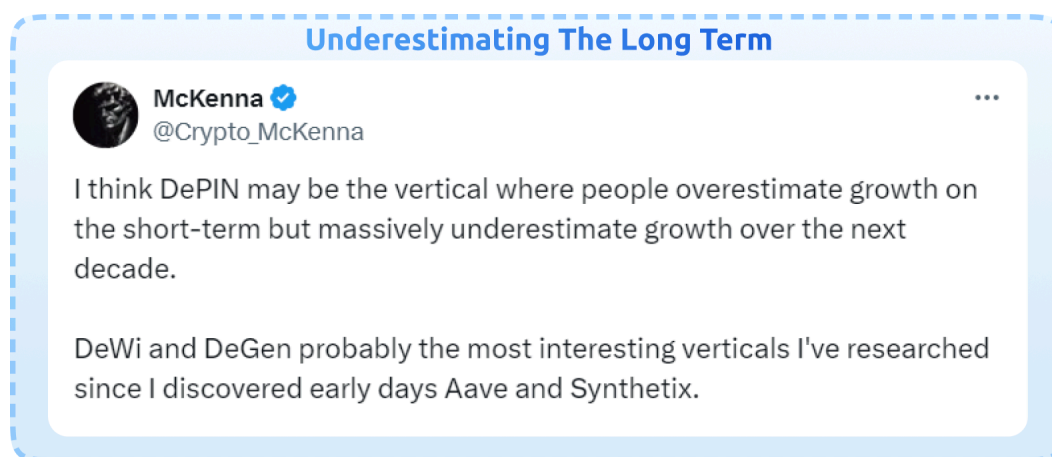 Underestimating The Long Term
McKenna
@Crypto_McKenna
I think DePIN may be the vertical where people overestimate growth on
the short-term but massively underestimate growth over the next
decade.
DeWi and DeGen probably the most interesting verticals I've researched
since I discovered early days Aave and Synthetix.